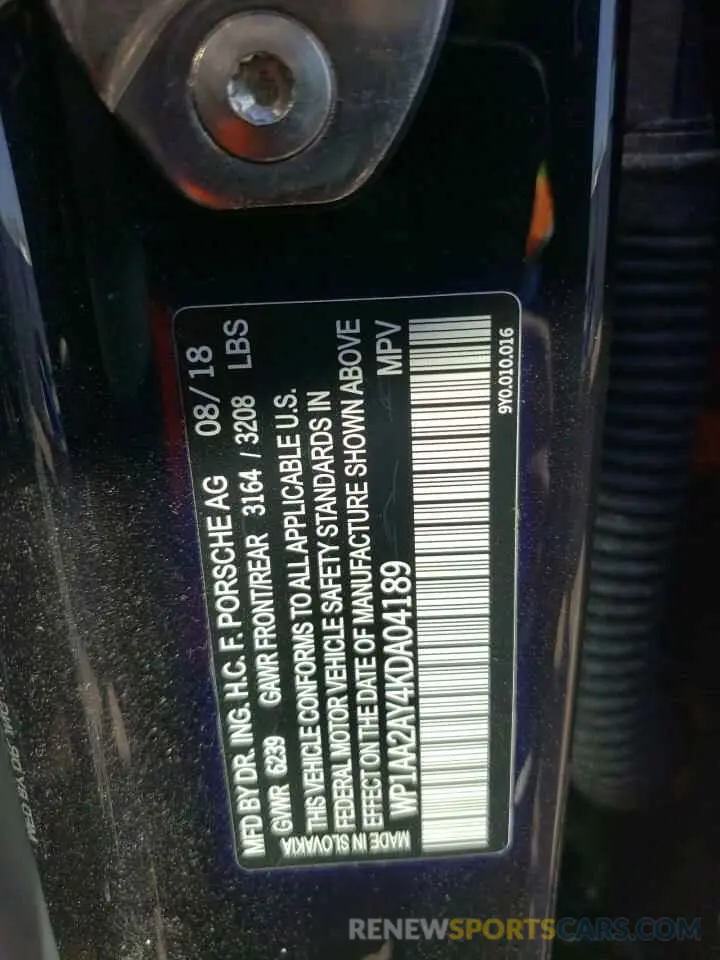 MFD BY DR. ING. H.C. F. PORSCHE AG 08/18
GVWR 6239 GAWR FRONT/REAR 3164 / 3208 LBS
THIS VEHICLE CONFORMS TO ALL APPLICABLE U.S.
FEDERAL MOTOR VEHICLE SAFETY STANDARDS IN
EFFECT ON THE DATE OF MANUFACTURE SHOWN ABOVE
MADE IN SLOVAKIA WP1AA2AY4KDA04189 MPV
9Y0.010.016
RENEWSPORTSCARS.COM